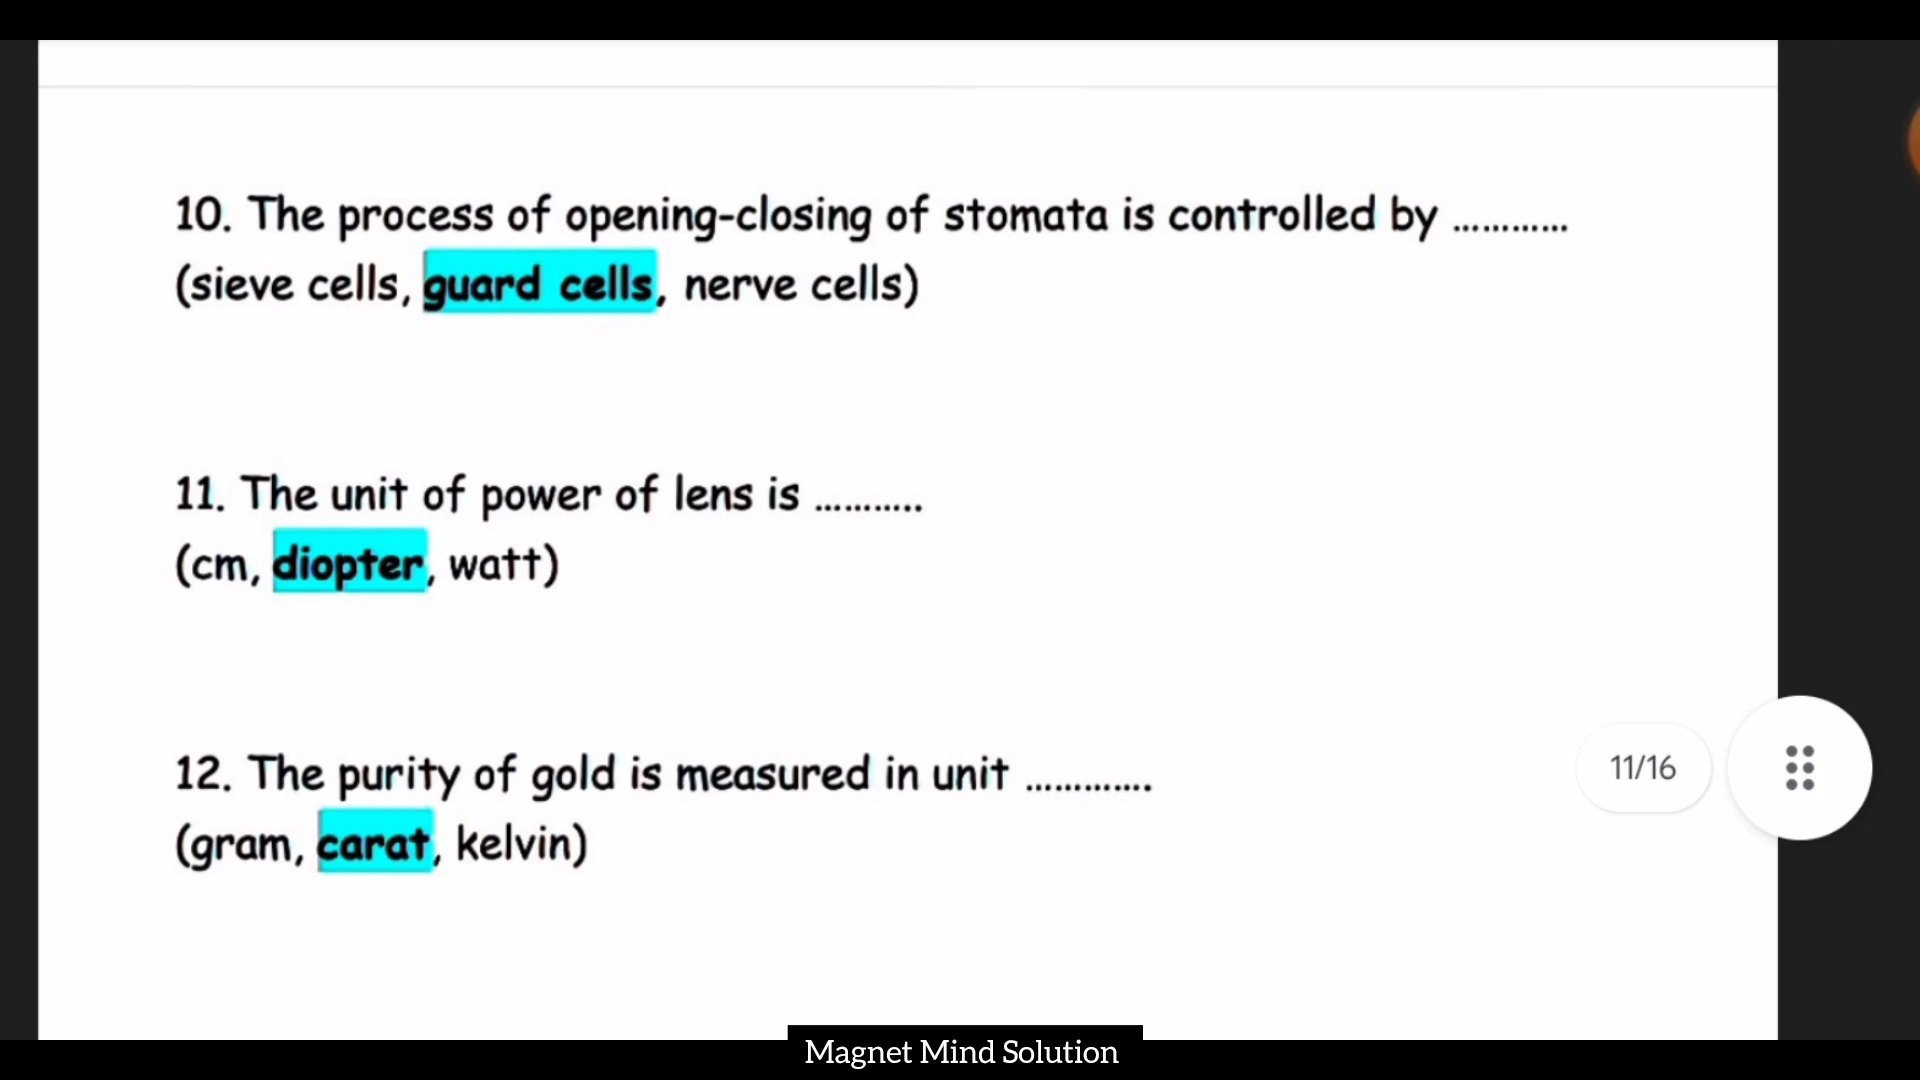 10. The process of opening-closing of stomata is controlled by ............
(sieve cells, guard cells, nerve cells)
11. The unit of power of lens is ...........
(cm, diopter, watt)
12. The purity of gold is measured in unit .............
(gram, carat, kelvin)
11/16
Magnet Mind Solution